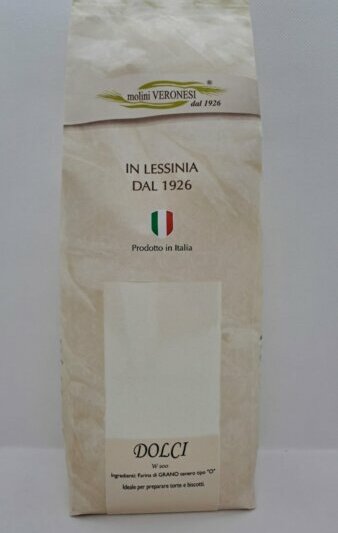 molini VERONESI ®
dal 1926
IN LESSINIA
DAL 1926
Prodotto in Italia
DOLCI
W 100
Ingredienti: Farina di GRANO tenero tipo "O"
Ideale per preparare torte e biscotti.